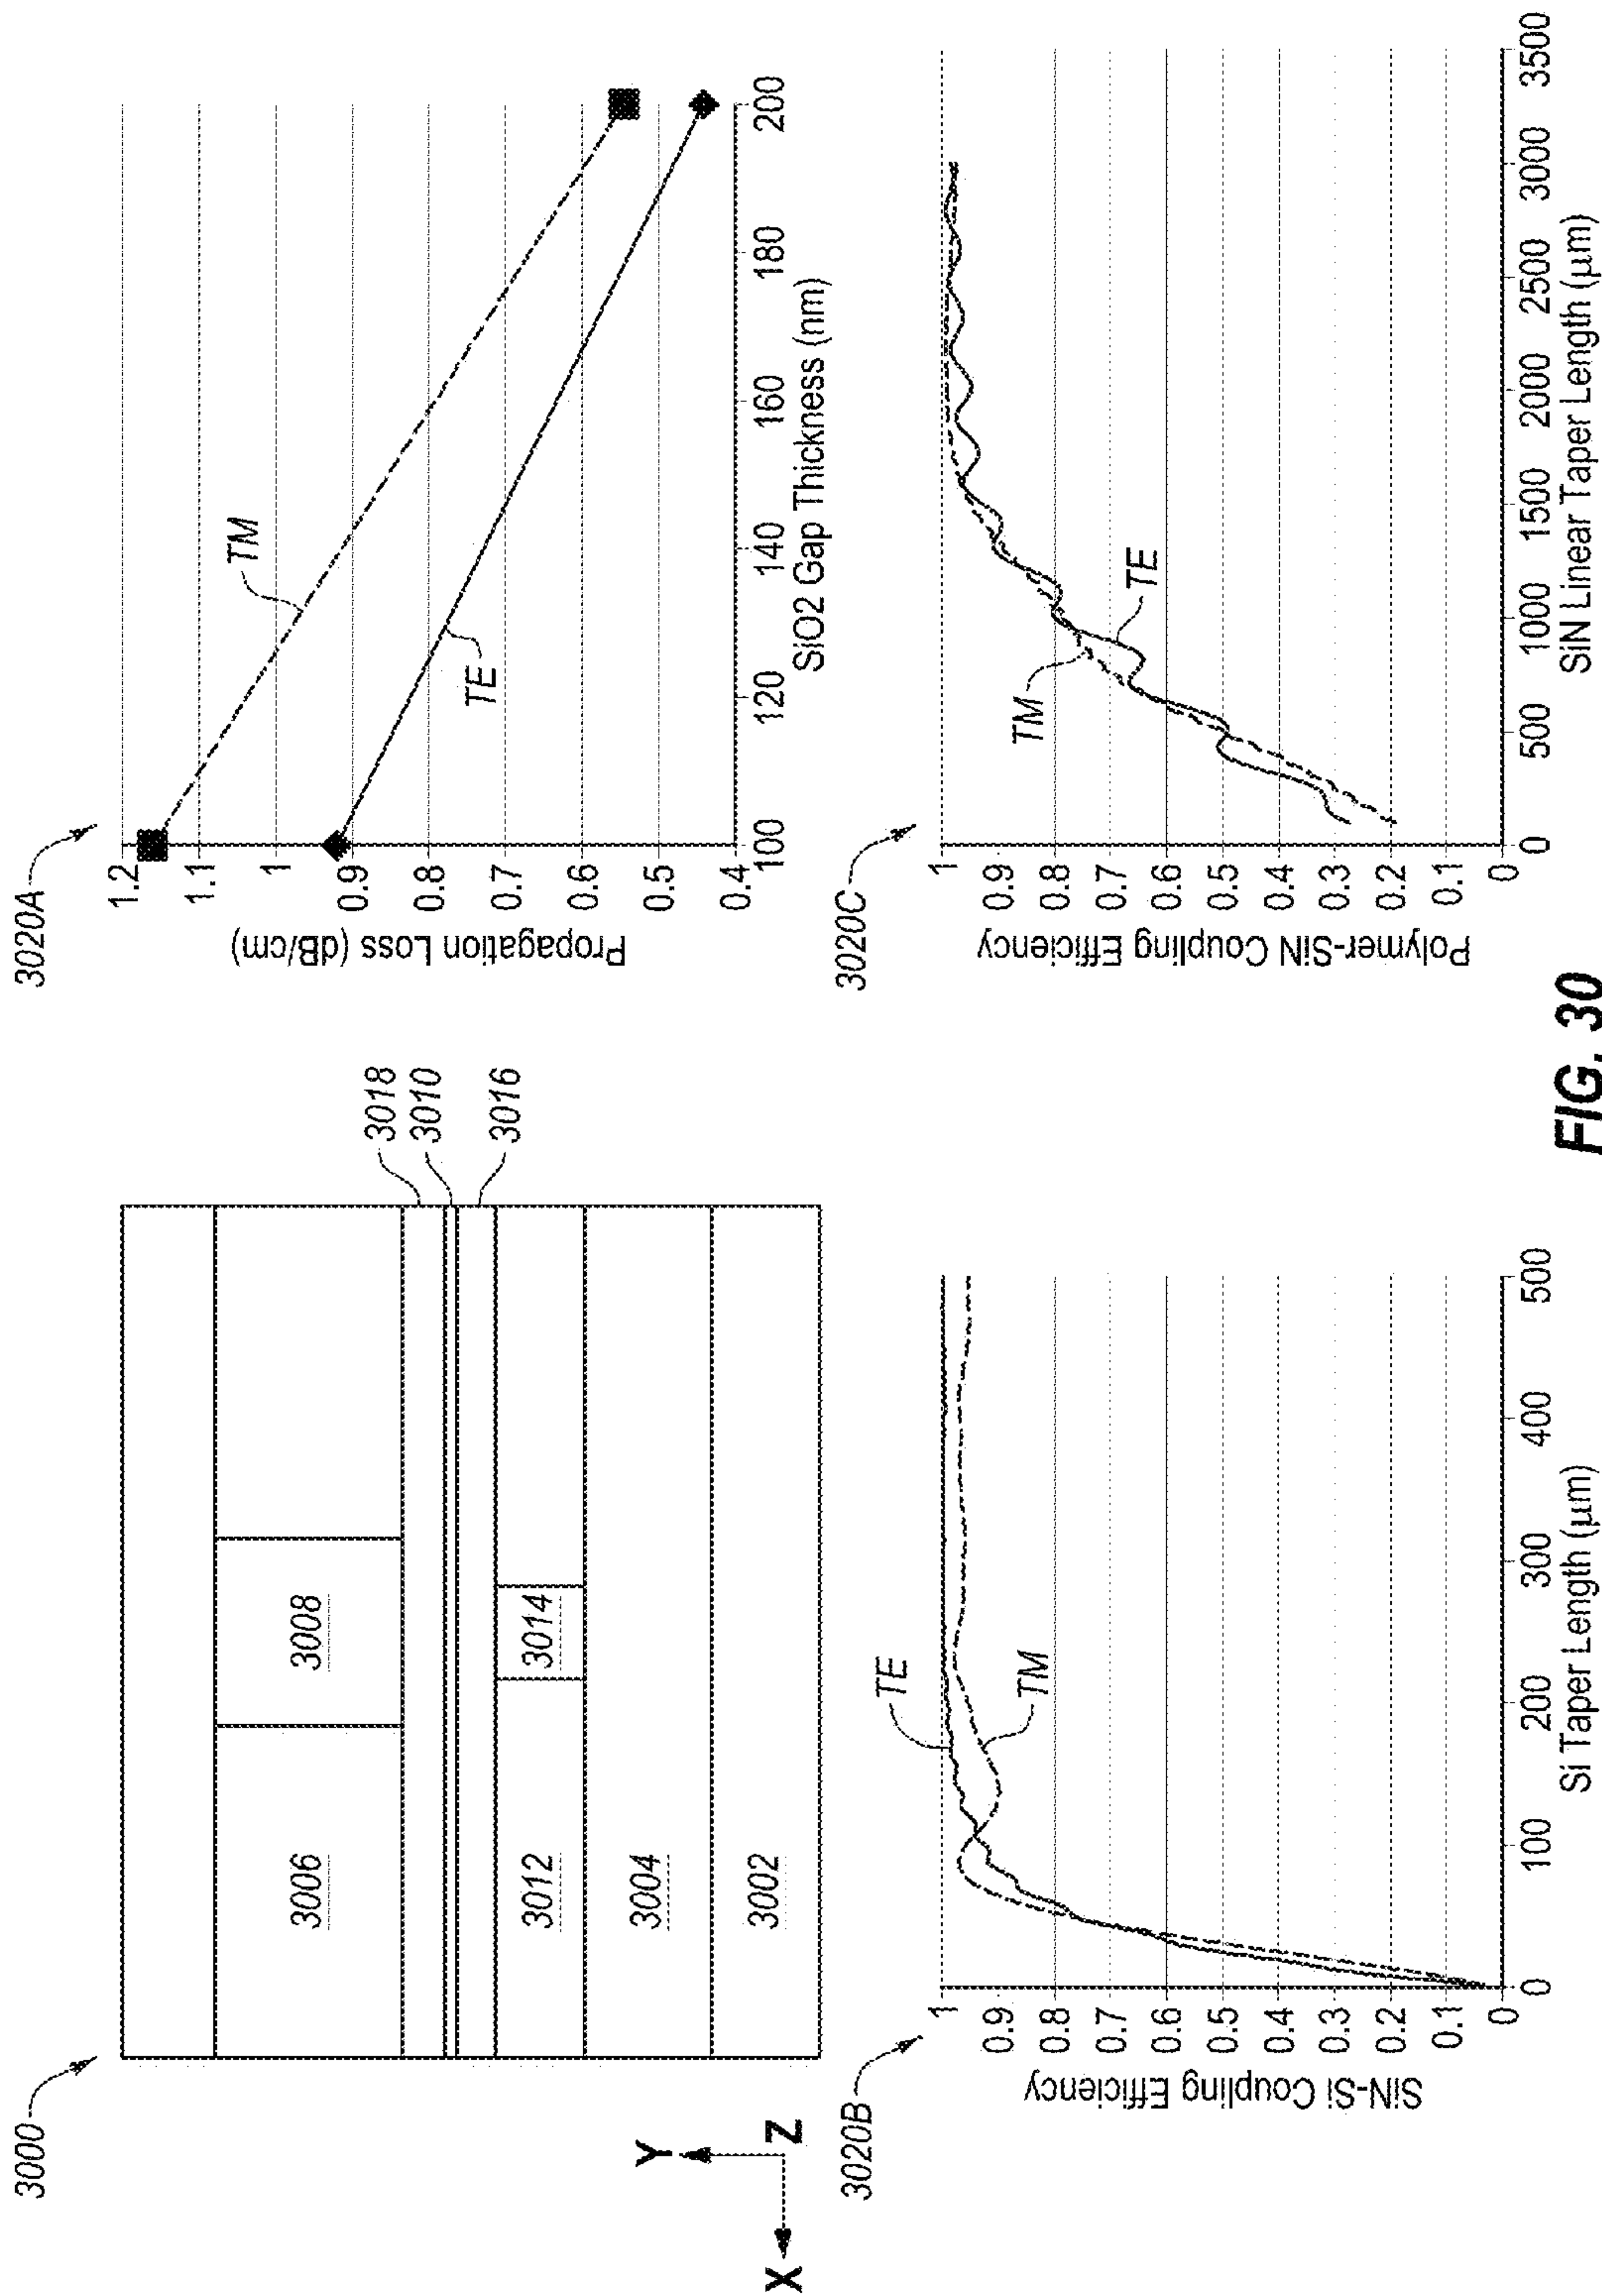 3000
3006
3008
3012
3014
3004
3002
3018
3010
3016
Y
X
Z
3020A
Propagation Loss (dB/cm)
1.2
1.1
1
0.9
0.8
0.7
0.6
0.5
0.4
TM
TE
100 120 140 160 180 200
SiO2 Gap Thickness (nm)
3020B
SiN-Si Coupling Efficiency
1
0.9
0.8
0.7
0.6
0.5
0.4
0.3
0.2
0.1
0
TE
TM
0 100 200 300 400 500
Si Taper Length (μm)
3020C
Polymer-SiN Coupling Efficiency
1
0.9
0.8
0.7
0.6
0.5
0.4
0.3
0.2
0.1
0
TM
TE
0 500 1000 1500 2000 2500 3000 3500
SiN Linear Taper Length (μm)
FIG. 30